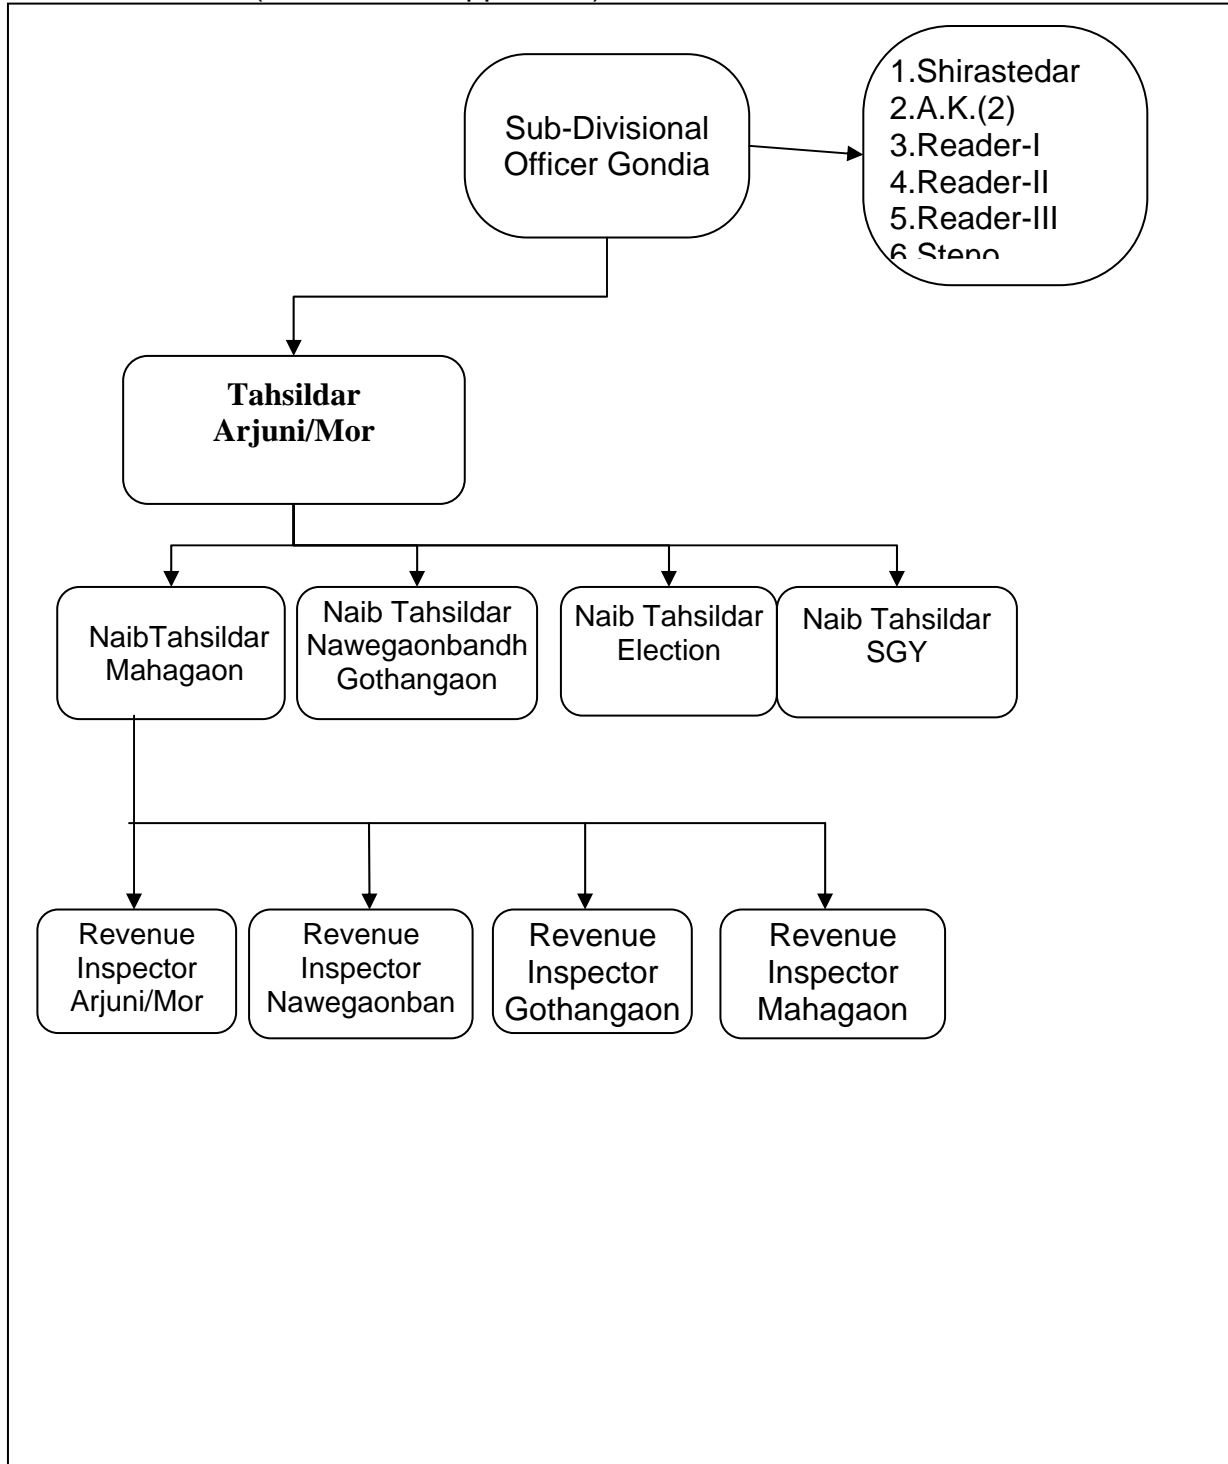 Sub-Divisional
Officer Gondia
1.Shirastedar
2.A.K.(2)
3.Reader-I
4.Reader-II
5.Reader-III
6.Steno
Tahsildar
Arjuni/Mor
NaibTahsildar
Mahagaon
Naib Tahsildar
Nawegaonbandh
Gothangaon
Naib Tahsildar
Election
Naib Tahsildar
SGY
Revenue
Inspector
Arjuni/Mor
Revenue
Inspector
Nawegaonban
Revenue
Inspector
Gothangaon
Revenue
Inspector
Mahagaon